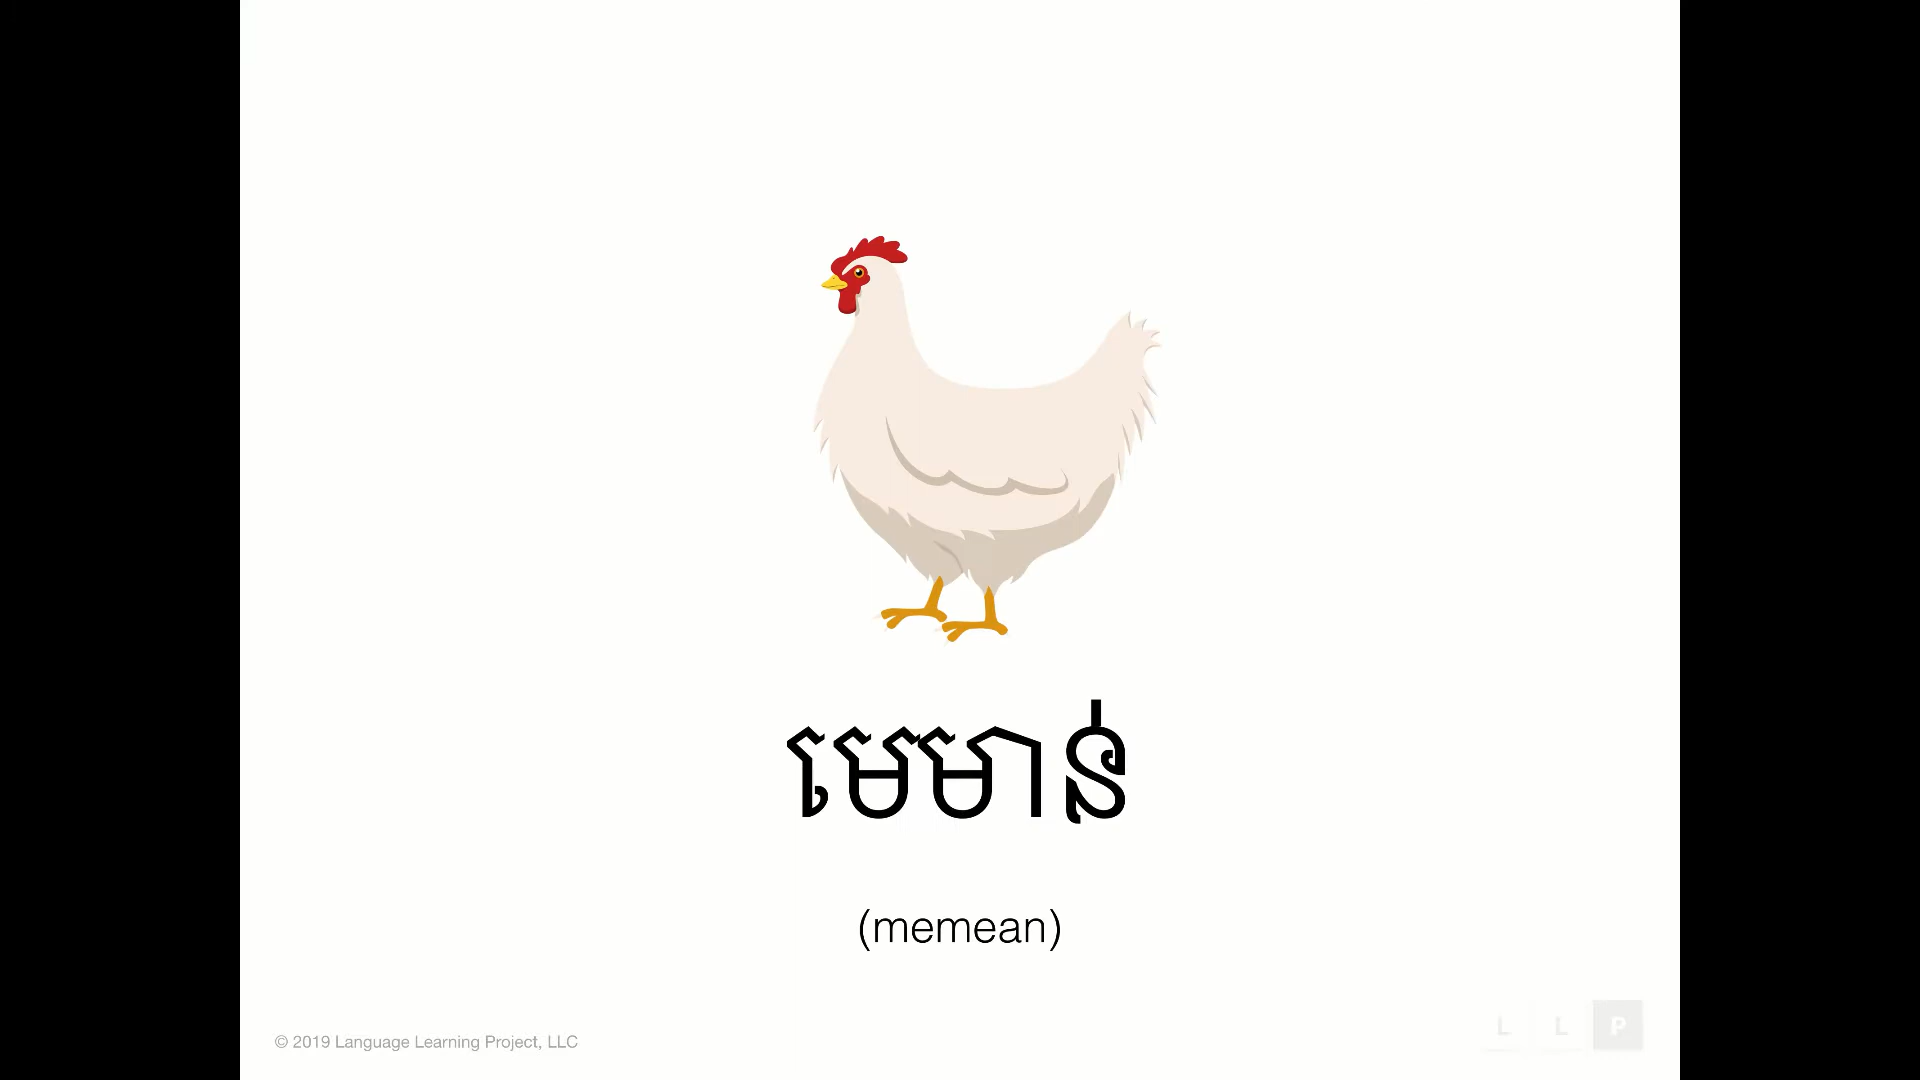 មេមាន់
(memean)
© 2019 Language Learning Project, LLC
L L P